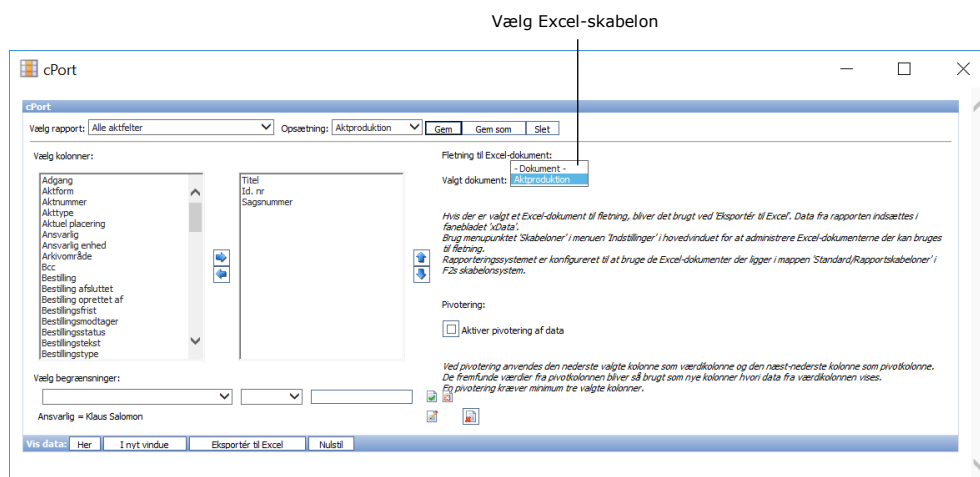 Vælg Excel-skabelon
cPort
cPort
Vælg rapport: Alle aktfelter Opsætning: Aktproduktion Gem Gem som Slet
Vælg kolonner:
Adgang
Aktform
Aktnummer
Akttype
Aktuel placering
Ansvarlig
Ansvarlig enhed
Arkivområde
Bcc
Bestilling
Bestilling afsluttet
Bestilling oprettet af
Bestillingsfrist
Bestillingsmodtager
Bestillingsstatus
Bestillingstekst
Bestillingstype
Titel
Id. nr
Sagsnummer
Fletning til Excel-dokument:
- Dokument -
Valgt dokument: Aktproduktion
Hvis der er valgt et Excel-dokument til fletning, bliver det brugt ved 'Eksportér til Excel'. Data fra rapporten indsættes i
fanebladet 'xData'.
Brug menupunktet 'Skabeloner' i menuen 'Indstillinger' i hovedvinduet for at administrere Excel-dokumenterne der kan bruges
til fletning.
Rapporteringssystemet er konfigureret til at bruge de Excel-dokumenter der ligger i mappen 'Standard/Rapportskabeloner' i
F2s skabelonsystem.
Pivotering:
Aktiver pivotering af data
Ved pivotering anvendes den nederste valgte kolonne som værdikolonne og den næst-nederste kolonne som pivotkolonne.
De fremfundne værdier fra pivotkolonnen bliver så brugt som nye kolonner hvori data fra værdikolonnen vises.
En pivotering kræver minimum tre valgte kolonner.
Vælg begrænsninger:
Ansvarlig = Klaus Salomon
Vis data: Her I nyt vindue Eksportér til Excel Nulstil